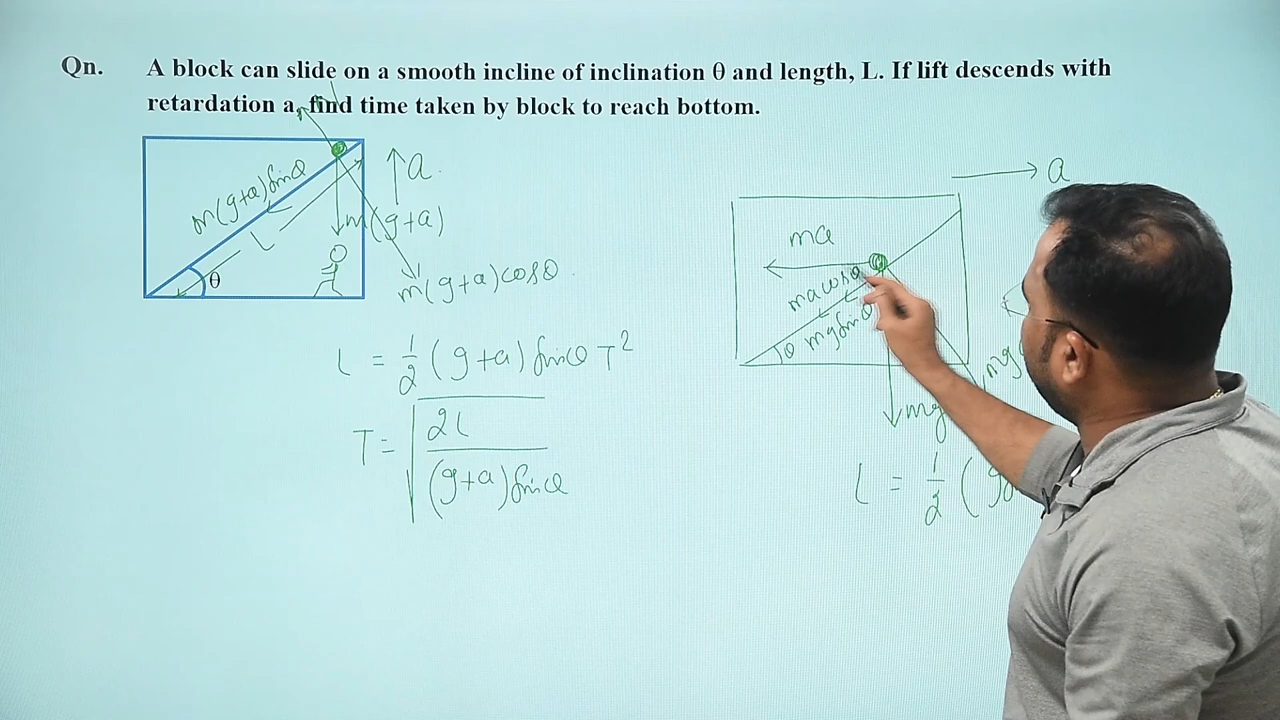 Qn. A block can slide on a smooth incline of inclination θ and length, L. If lift descends with
retardation a, find time taken by block to reach bottom.
m(g+a)sinθ
L
θ
a
m(g+a)
m(g+a)cosθ
L = 1/2 (g+a) sinθ T²
T = √(2L/((g+a)sinθ))
a
ma
macosθ
mgsinθ
θ
mg
L = 1/2 (